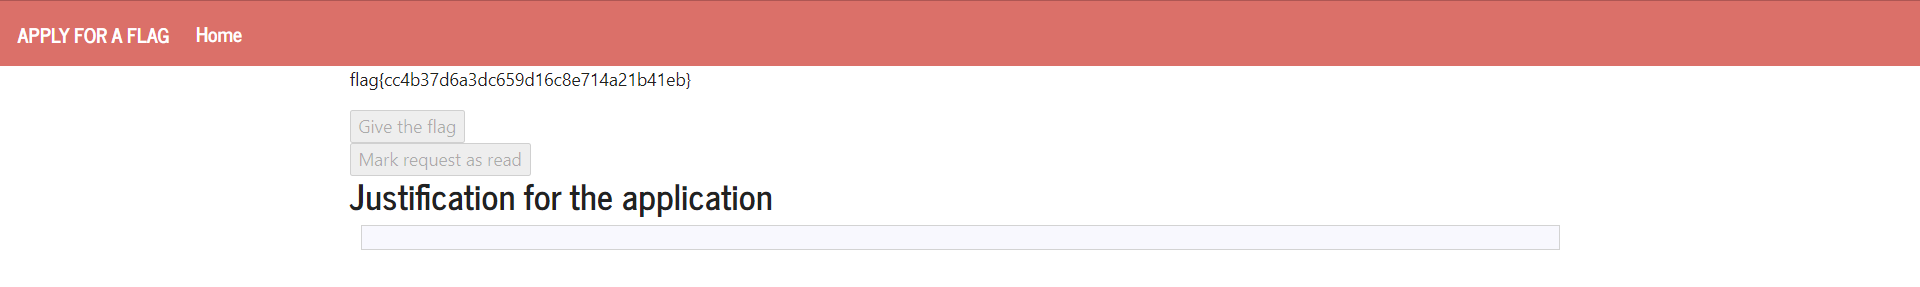 APPLY FOR A FLAG Home
flag{cc4b37d6a3dc659d16c8e714a21b41eb}
Give the flag
Mark request as read
Justification for the application